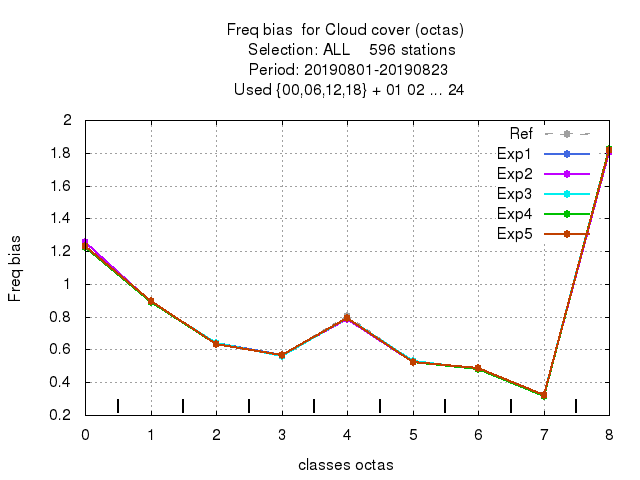 Freq bias  for Cloud cover (octas)
Selection: ALL    596 stations
Period: 20190801-20190823
Used {00,06,12,18} + 01 02 ... 24
2
1.8
1.6
1.4
1.2
1
0.8
0.6
0.4
0.2
Freq bias
Ref
Exp1
Exp2
Exp3
Exp4
Exp5
0 1 2 3 4 5 6 7 8
classes octas